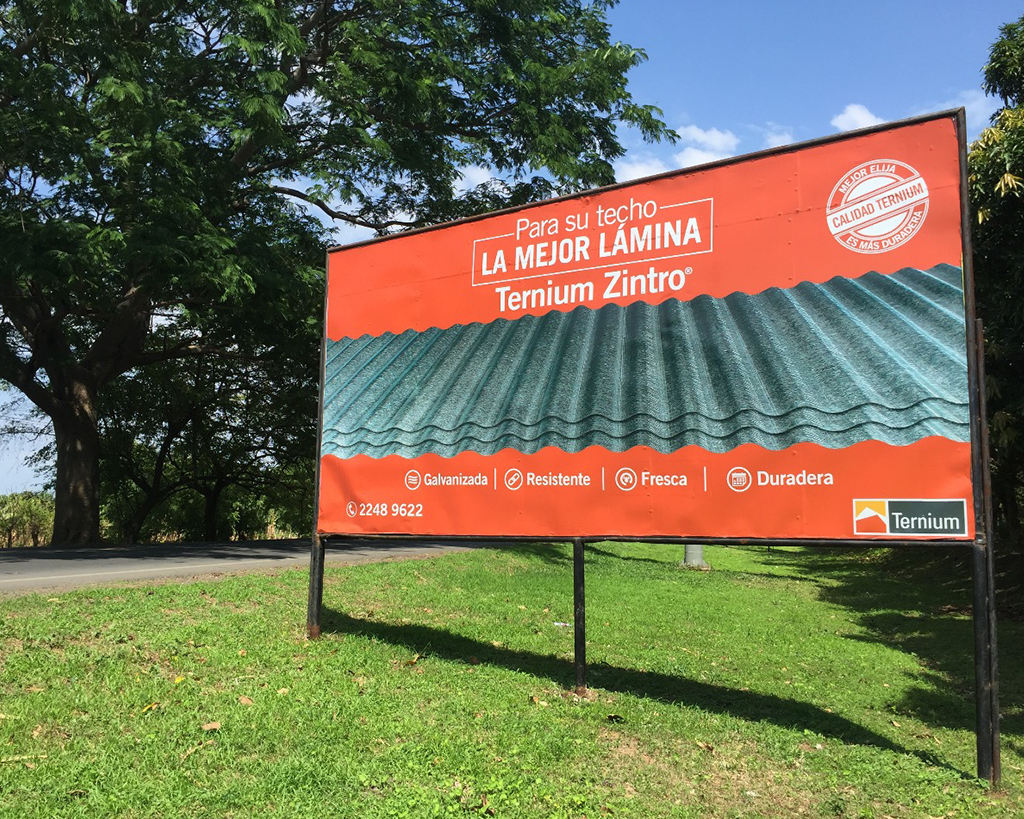 Para su techo
LA MEJOR LÁMINA
Ternium Zintro®
MEJOR ELIJA
CALIDAD TERNIUM
ES MÁS DURADERA
Galvanizada | Resistente | Fresca | Duradera
2248 9622
Ternium